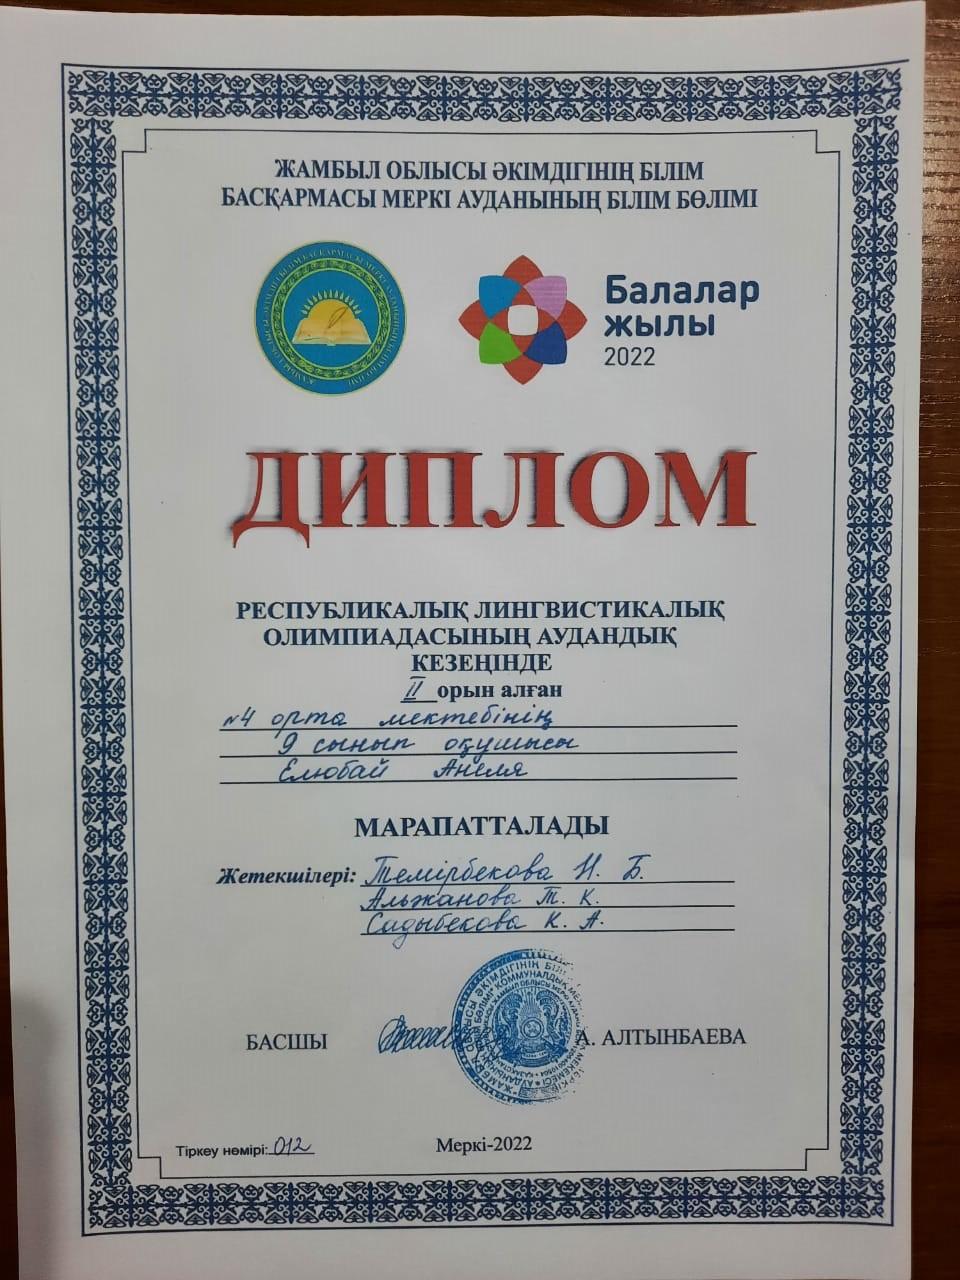 ЖАМБЫЛ ОБЛЫСЫ ӘКІМДІГІНІҢ БІЛІМ
БАСҚАРМАСЫ МЕРКІ АУДАНЫНЫҢ БІЛІМ БӨЛІМІ
Балалар
жылы
2022
ДИПЛОМ
РЕСПУБЛИКАЛЫҚ ЛИНГВИСТИКАЛЫҚ
ОЛИМПИАДАСЫНЫҢ АУДАНДЫҚ
КЕЗЕҢІНДЕ
II орын алған
№4 орта мектебінің
9 сынып оқушысы
Елюбай Анеля
МАРАПАТТАЛАДЫ
Жетекшілері: Темірбекова Н. Б.
Альжанова Т. К.
Садыбекова К. А.
БАСШЫ А. АЛТЫНБАЕВА
Тіркеу нөмірі: 012
Меркі-2022